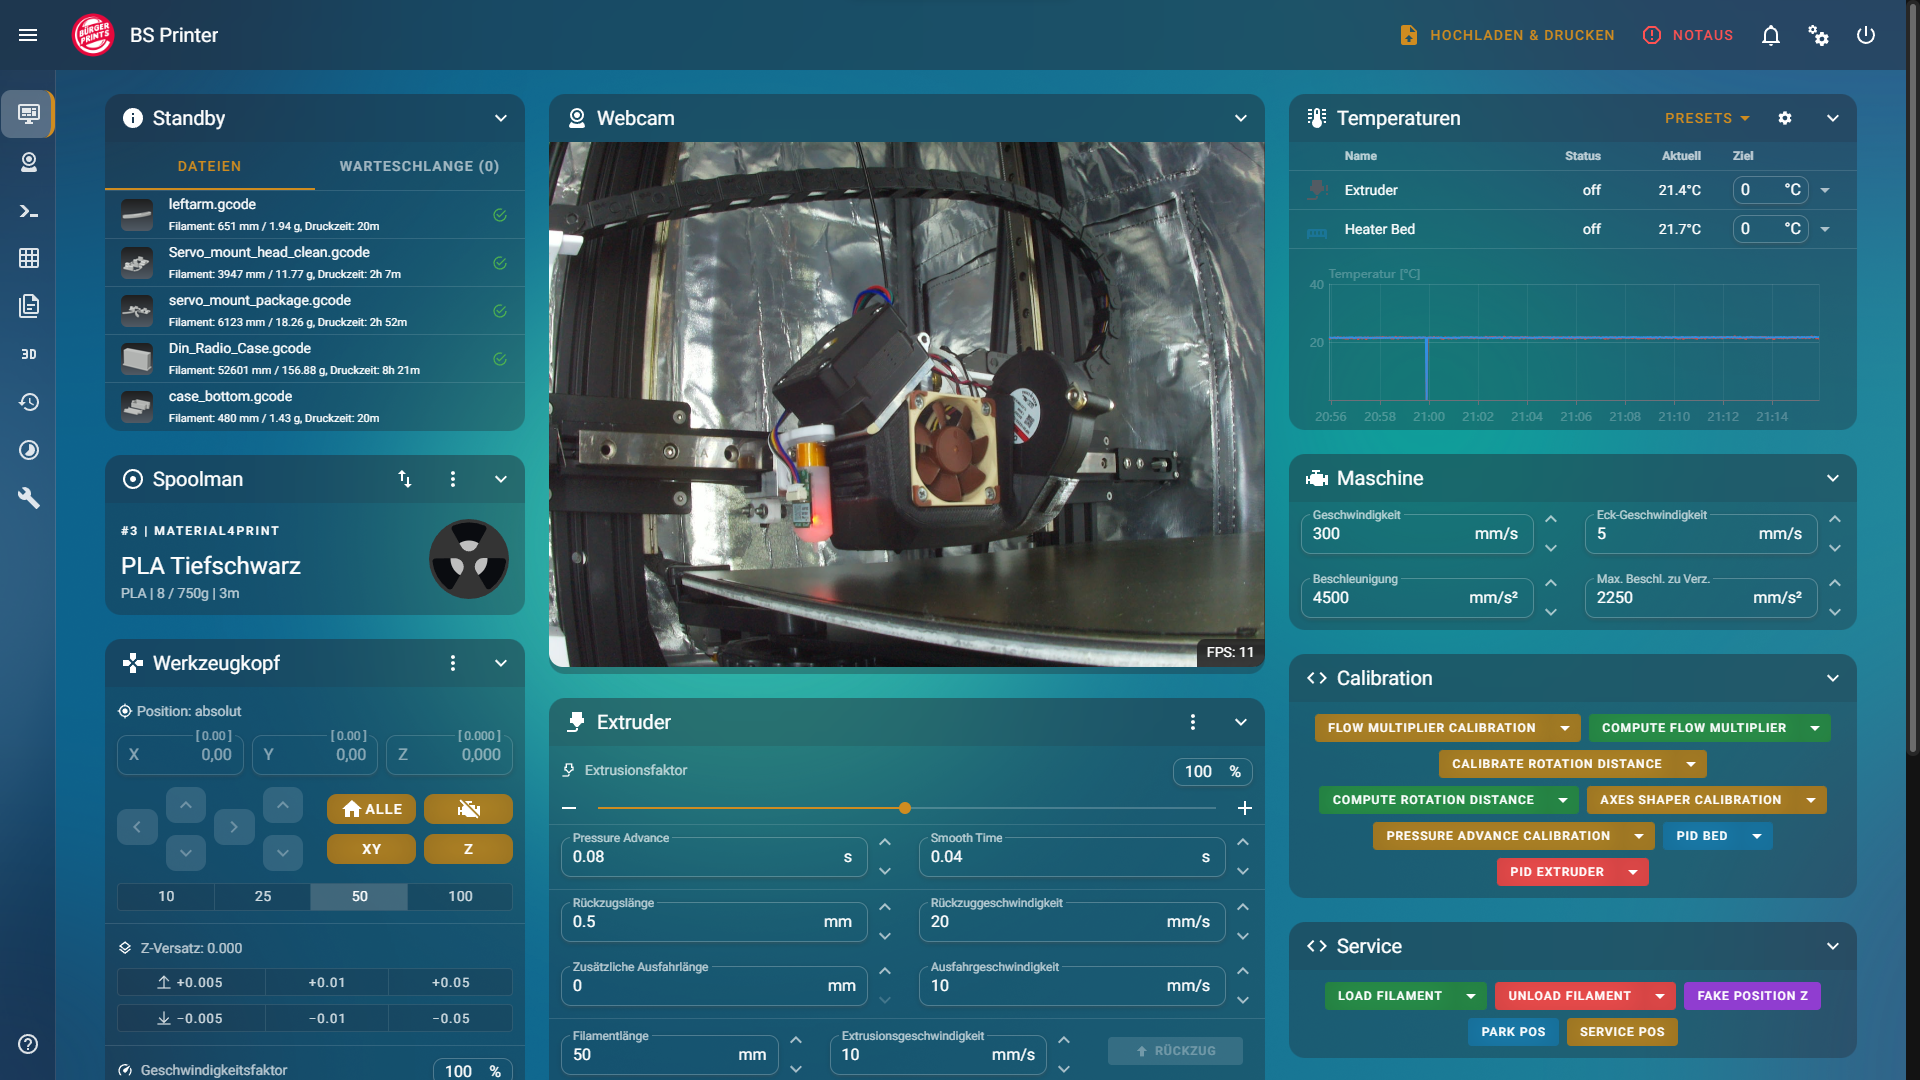 BÜRGER
PRINTS
BS Printer
HOCHLADEN & DRUCKEN
NOTAUS
Standby
DATEIEN
WARTESCHLANGE (0)
leftarm.gcode
Filament: 651 mm / 1.94 g, Druckzeit: 20m
Servo_mount_head_clean.gcode
Filament: 3947 mm / 11.77 g, Druckzeit: 2h 7m
servo_mount_package.gcode
Filament: 6123 mm / 18.26 g, Druckzeit: 2h 52m
Din_Radio_Case.gcode
Filament: 52601 mm / 156.88 g, Druckzeit: 8h 21m
case_bottom.gcode
Filament: 480 mm / 1.43 g, Druckzeit: 20m
3D
Spoolman
#3 | MATERIAL4PRINT
PLA Tiefschwarz
PLA | 8 / 750g | 3m
Werkzeugkopf
Position: absolut
[ 0.00 ]
X 0,00
[ 0.00 ]
Y 0,00
[ 0.000 ]
Z 0,000
ALLE
XY
Z
10 25 50 100
Z-Versatz: 0.000
+0.005 +0.01 +0.05
−0.005 −0.01 −0.05
Geschwindigkeitsfaktor
100 %
Webcam
FPS: 11
Extruder
Extrusionsfaktor
100 %
Pressure Advance
0.08 s
Smooth Time
0.04 s
Rückzugslänge
0.5 mm
Rückzuggeschwindigkeit
20 mm/s
Zusätzliche Ausfahrlänge
0 mm
Ausfahrgeschwindigkeit
10 mm/s
Filamentlänge
50 mm
Extrusionsgeschwindigkeit
10 mm/s
RÜCKZUG
Temperaturen
PRESETS
Name Status Aktuell Ziel
Extruder off 21.4°C 0 °C
Heater Bed off 21.7°C 0 °C
Temperatur [°C]
40
20
20:56 20:58 21:00 21:02 21:04 21:06 21:08 21:10 21:12 21:14
Maschine
Geschwindigkeit
300 mm/s
Eck-Geschwindigkeit
5 mm/s
Beschleunigung
4500 mm/s²
Max. Beschl. zu Verz.
2250 mm/s²
Calibration
FLOW MULTIPLIER CALIBRATION
COMPUTE FLOW MULTIPLIER
CALIBRATE ROTATION DISTANCE
COMPUTE ROTATION DISTANCE
AXES SHAPER CALIBRATION
PRESSURE ADVANCE CALIBRATION
PID BED
PID EXTRUDER
Service
LOAD FILAMENT
UNLOAD FILAMENT
FAKE POSITION Z
PARK POS
SERVICE POS